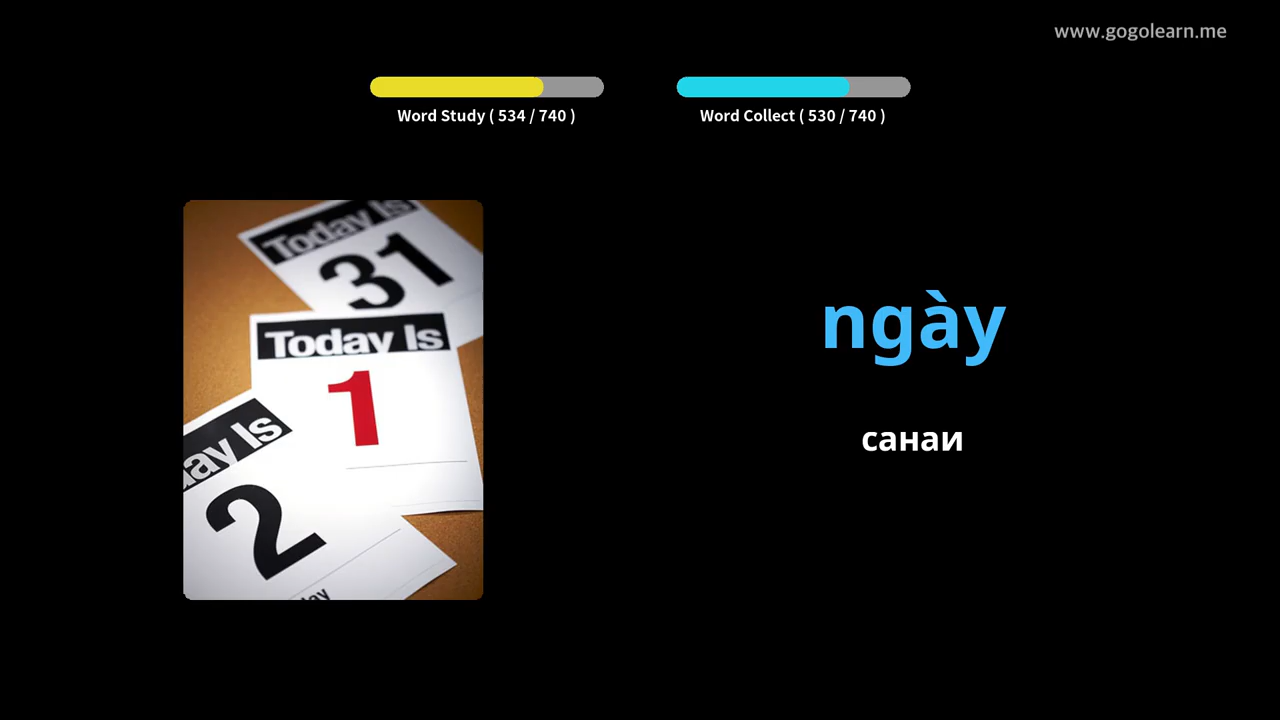 www.gogolearn.me
Word Study ( 534 / 740 )
Word Collect ( 530 / 740 )
Today Is
31
Today Is
1
ay Is
2
ay
ngày
санаи